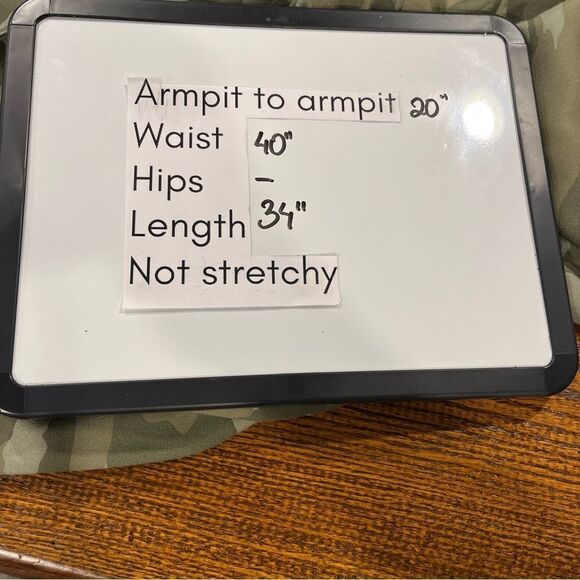 Armpit to armpit 20"
Waist 40"
Hips -
Length 34"
Not stretchy